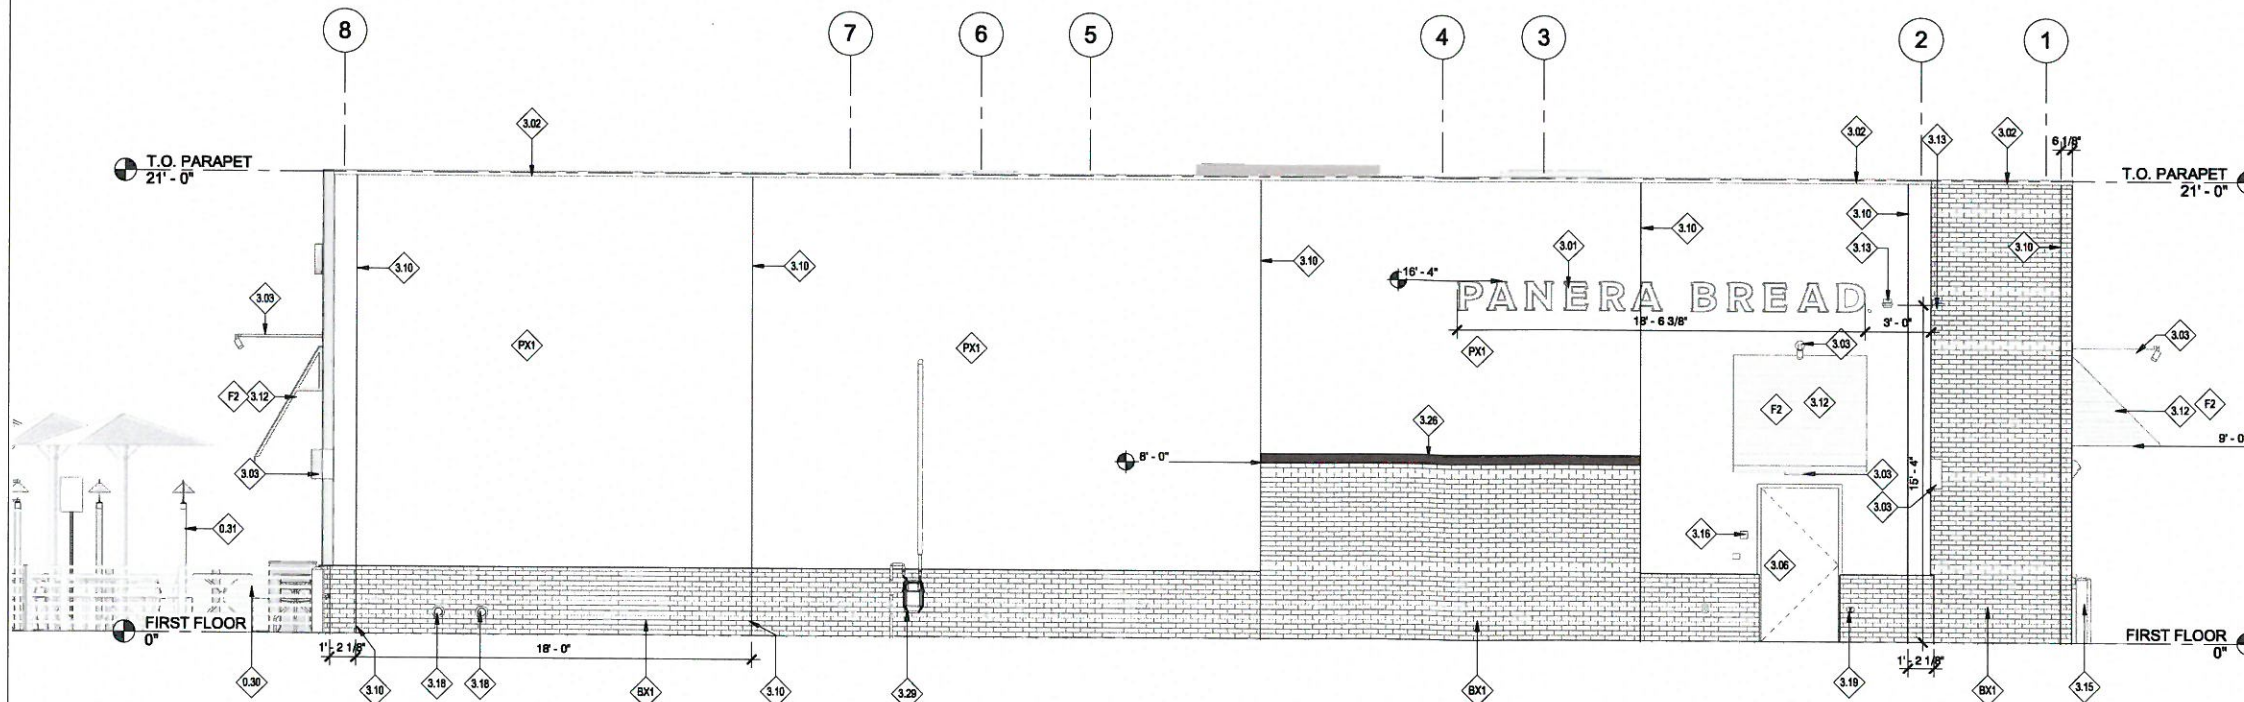 8
7
6
5
4
3
2
1
3.02
3.02
3.13
3.02
6 1/8"
T.O. PARAPET
21' - 0"
T.O. PARAPET
21' - 0"
3.10
3.10
3.10
3.10
3.10
3.10
3.13
3.01
16' - 4"
PANERA BREAD
18' - 6 3/8"
3' - 0"
3.03
PX1
PX1
PX1
3.03
3.03
F2
3.12
F2
3.12
3.12
F2
3.26
9' - 0
8' - 0"
3.03
3.03
15' - 4"
3.03
0.31
3.16
3.06
FIRST FLOOR
0"
FIRST FLOOR
0"
1' - 2 1/8"
18' - 0"
1' - 2 1/8"
0.30
3.10
3.18
3.18
BX1
3.10
3.29
BX1
3.19
BX1
3.15